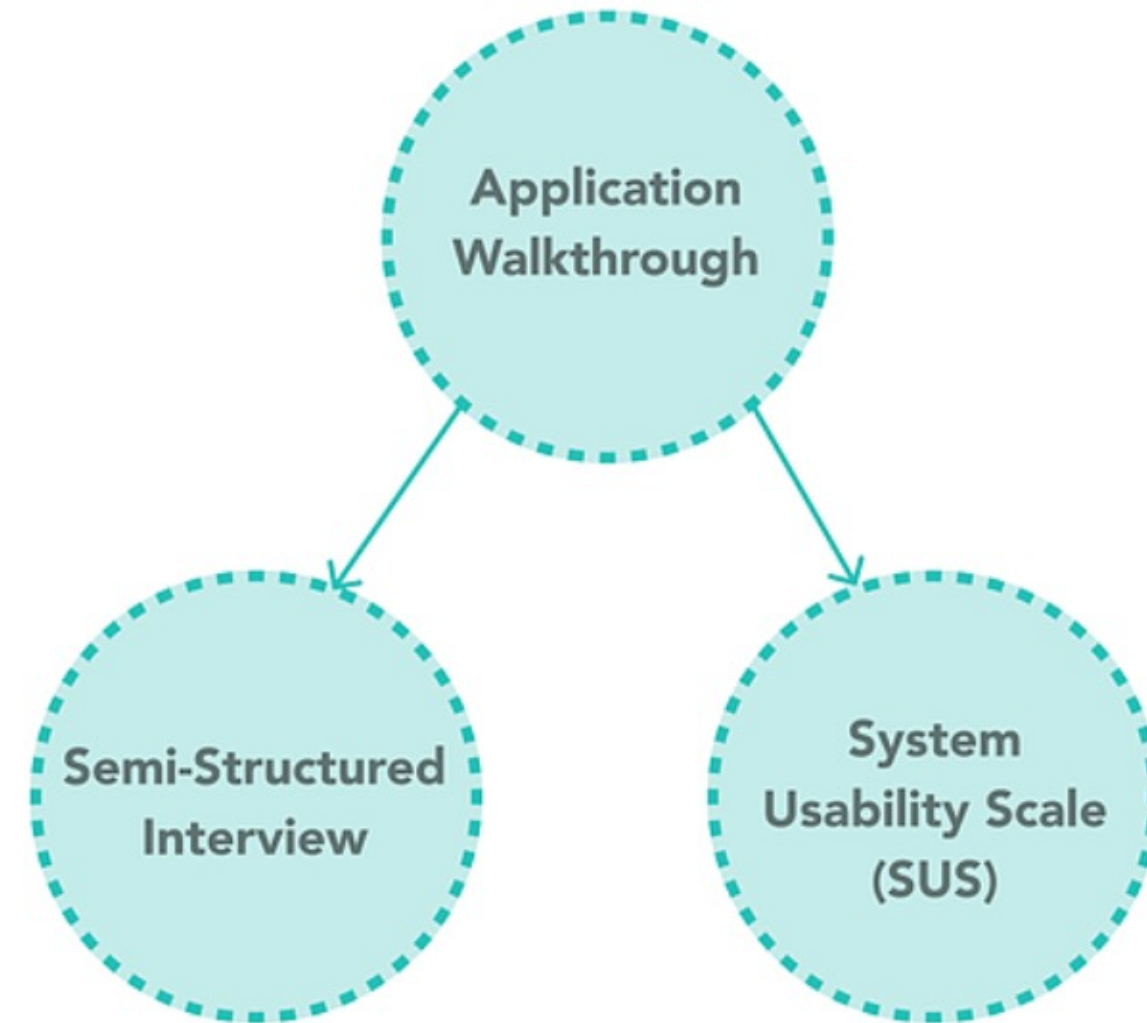 Application
Walkthrough
Semi-Structured
Interview
System
Usability Scale
(SUS)